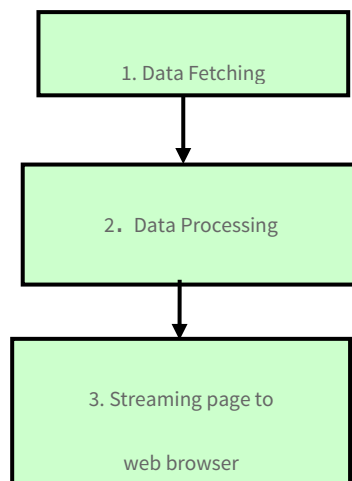 1. Data Fetching
2. Data Processing
3. Streaming page to
web browser